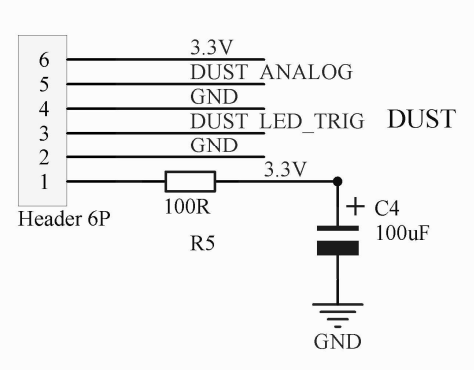 3.3V
6
DUST_ANALOG
5
GND
4
DUST_LED_TRIG
3
DUST
GND
2
3.3V
1
100R
Header 6P
+ C4
100uF
R5
GND